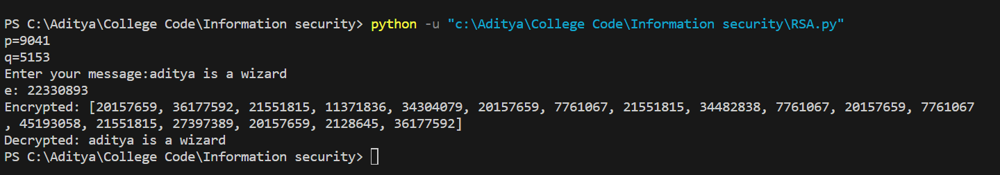 PS C:\Aditya\College Code\Information security> python -u "c:\Aditya\College Code\Information security\RSA.py"
p=9041
q=5153
Enter your message:aditya is a wizard
e: 22330893
Encrypted: [20157659, 36177592, 21551815, 11371836, 34304079, 20157659, 7761067, 21551815, 34482838, 7761067, 20157659, 7761067
, 45193058, 21551815, 27397389, 20157659, 2128645, 36177592]
Decrypted: aditya is a wizard
PS C:\Aditya\College Code\Information security>